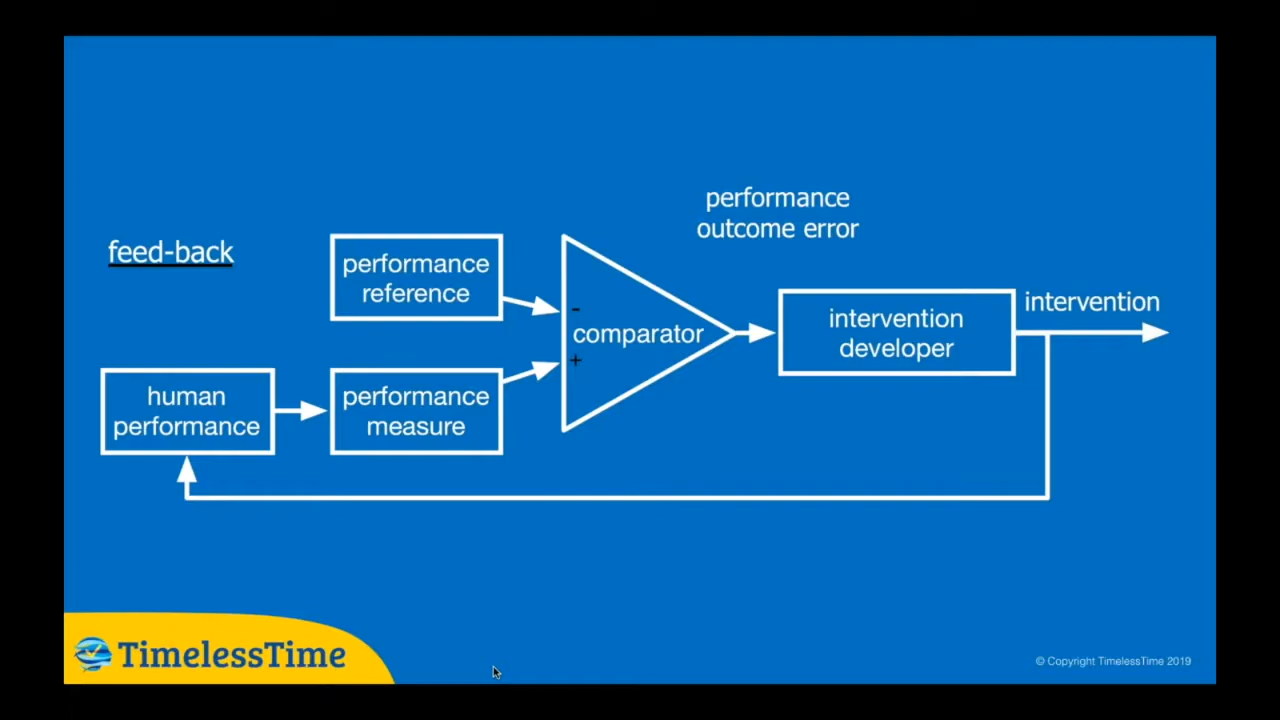 performance
outcome error
feed-back
performance
reference
-
comparator
+
intervention
developer
intervention
human
performance
performance
measure
TimelessTime
© Copyright TimelessTime 2019